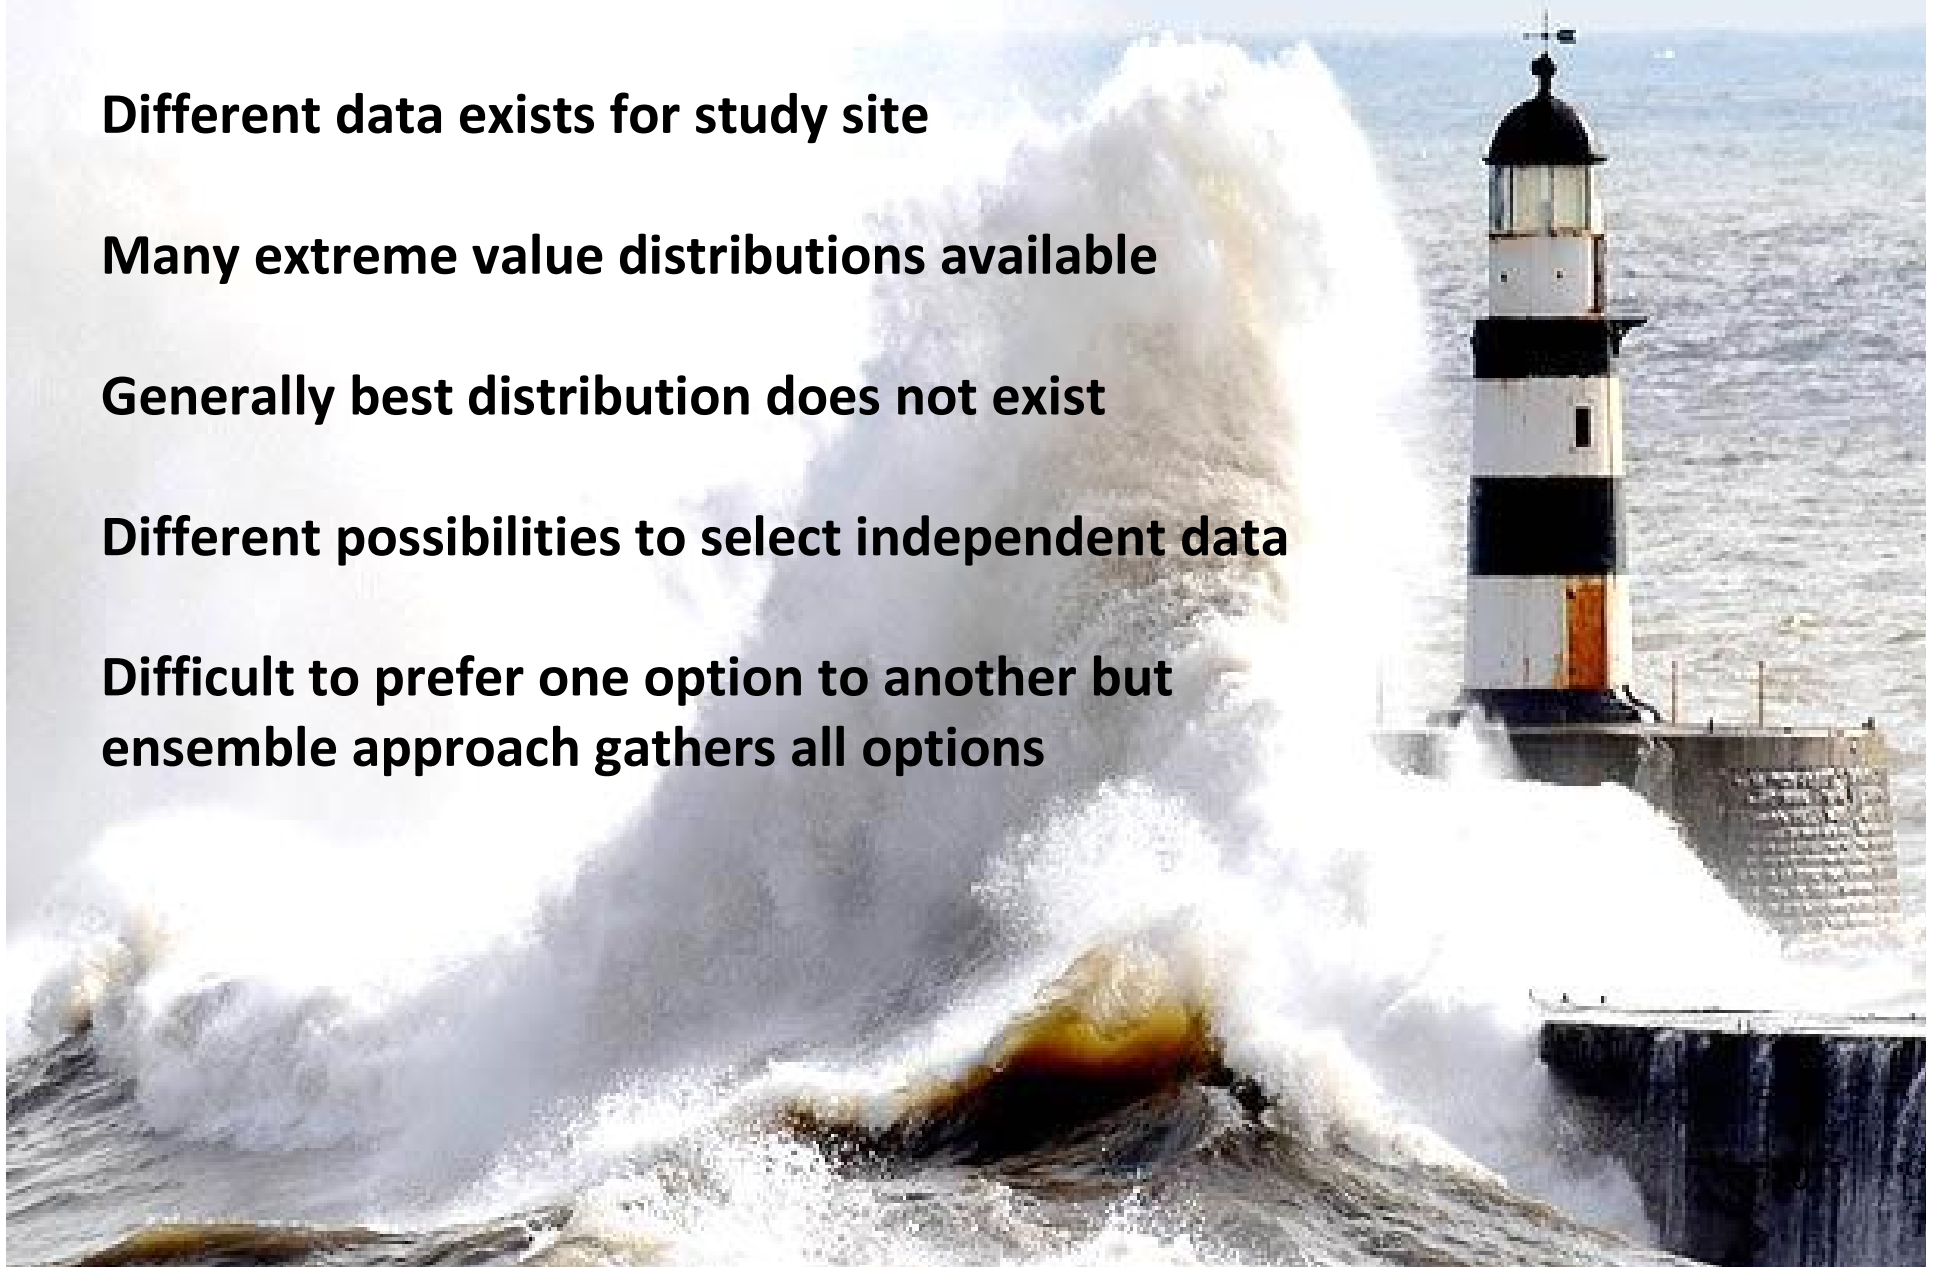 Different data exists for study site
Many extreme value distributions available
Generally best distribution does not exist
Different possibilities to select independent data
Difficult to prefer one option to another but
ensemble approach gathers all options